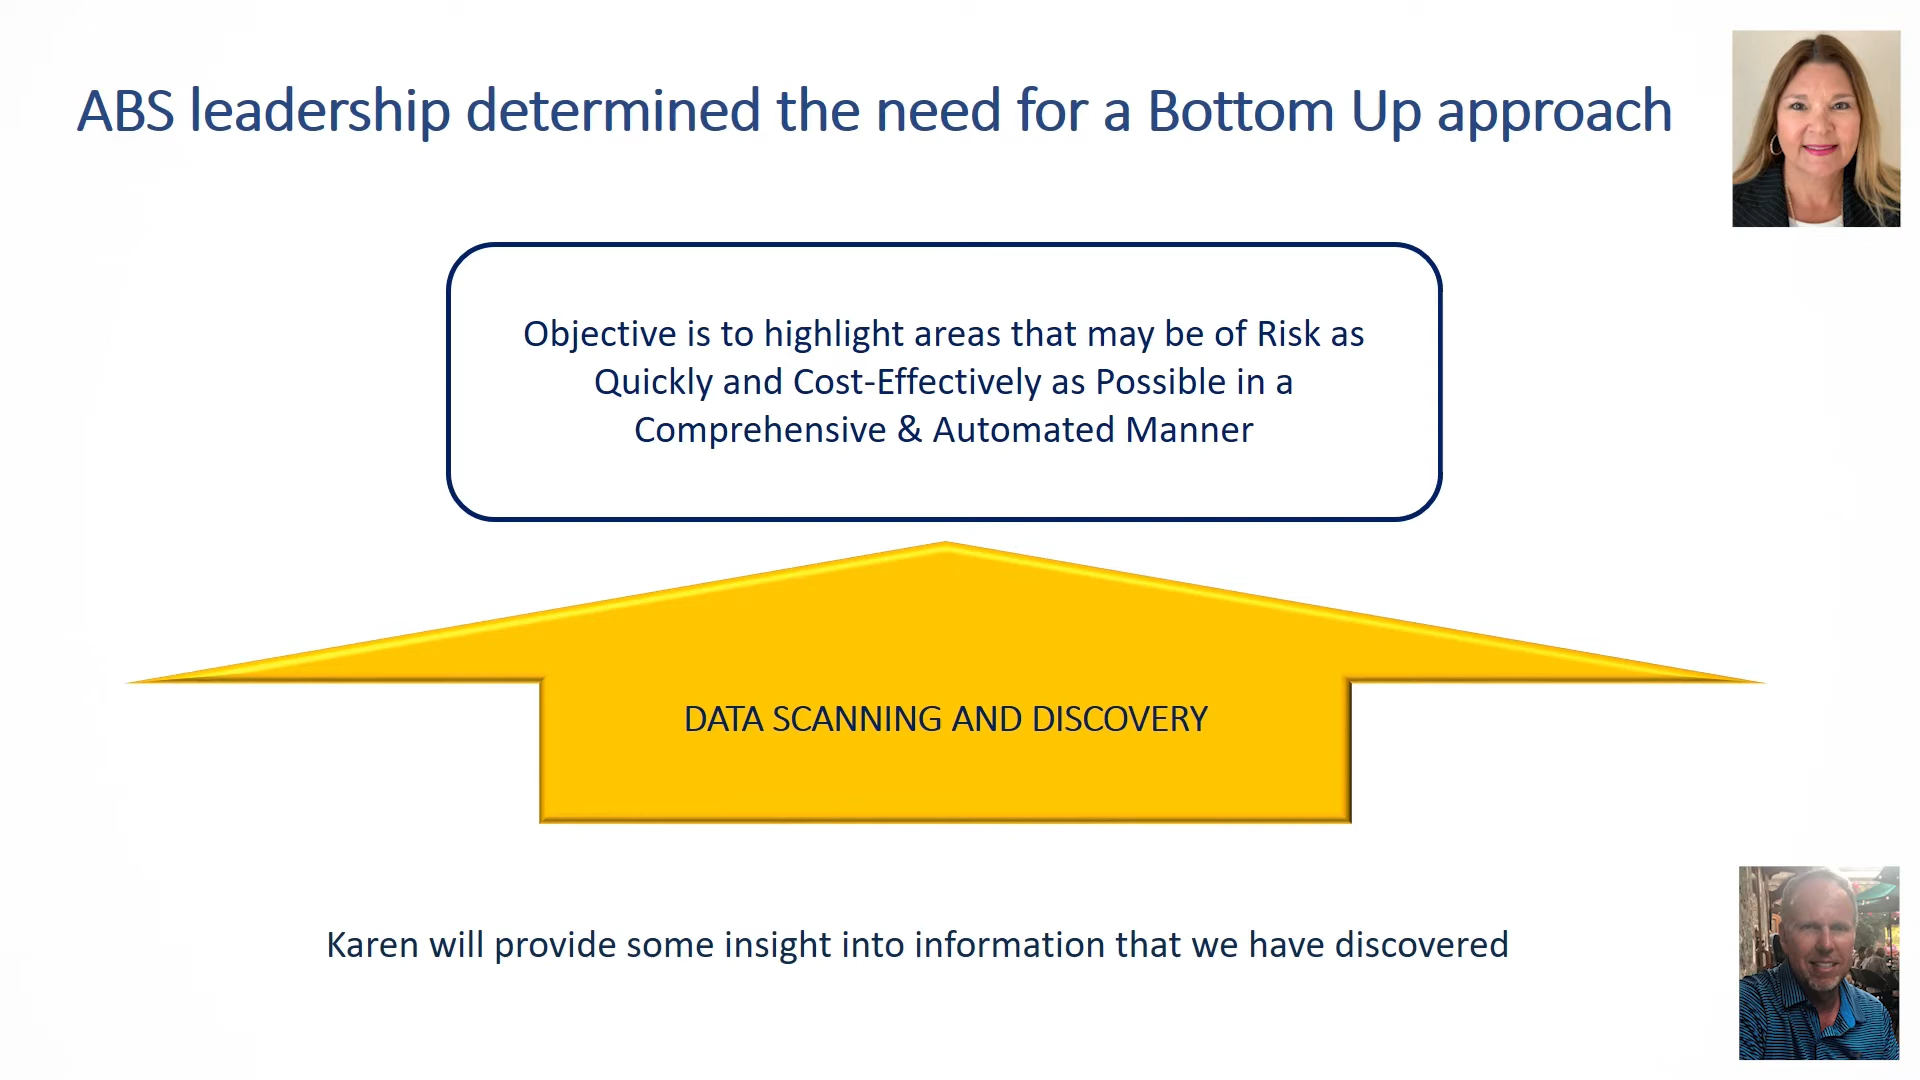 ABS leadership determined the need for a Bottom Up approach
Objective is to highlight areas that may be of Risk as
Quickly and Cost-Effectively as Possible in a
Comprehensive & Automated Manner
DATA SCANNING AND DISCOVERY
Karen will provide some insight into information that we have discovered